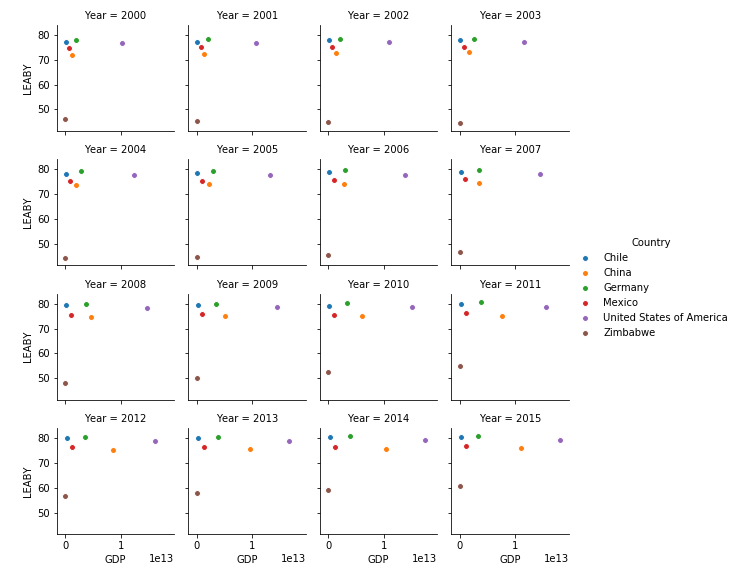 Year = 2000 Year = 2001 Year = 2002 Year = 2003
80
70
60
50
LEABY
Year = 2004 Year = 2005 Year = 2006 Year = 2007
80
70
60
50
LEABY
Country
Chile
China
Germany
Mexico
United States of America
Zimbabwe
Year = 2008 Year = 2009 Year = 2010 Year = 2011
80
70
60
50
LEABY
Year = 2012 Year = 2013 Year = 2014 Year = 2015
80
70
60
50
LEABY
0 1 0 1 0 1 0 1
1e13 1e13 1e13 1e13
GDP GDP GDP GDP